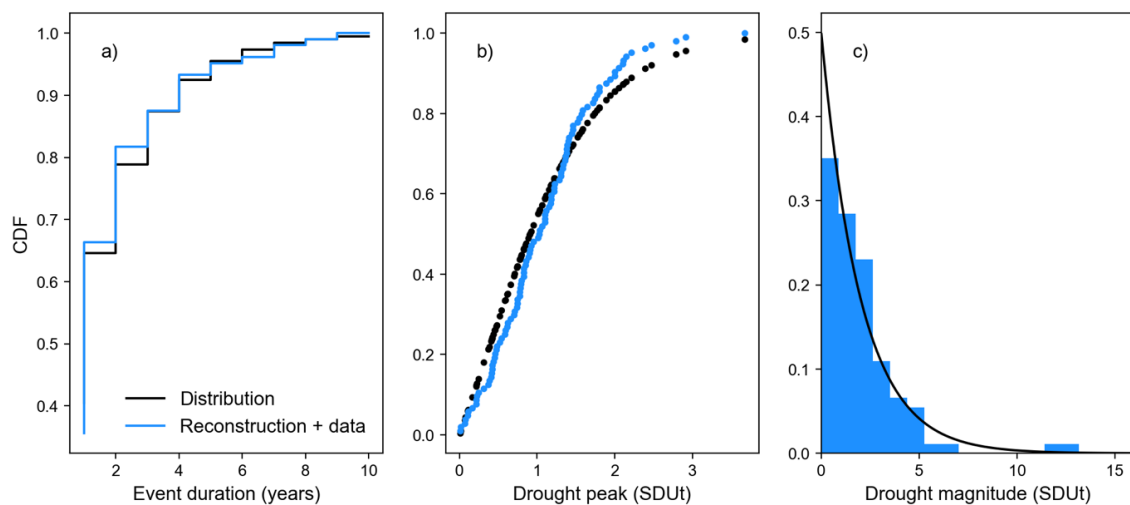 a)
b)
c)
CDF
1.0
0.9
0.8
0.7
0.6
0.5
0.4
Distribution
Reconstruction + data
2 4 6 8 10
Event duration (years)
1.0
0.8
0.6
0.4
0.2
0.0
0 1 2 3
Drought peak (SDUt)
0.5
0.4
0.3
0.2
0.1
0.0
0 5 10 15
Drought magnitude (SDUt)